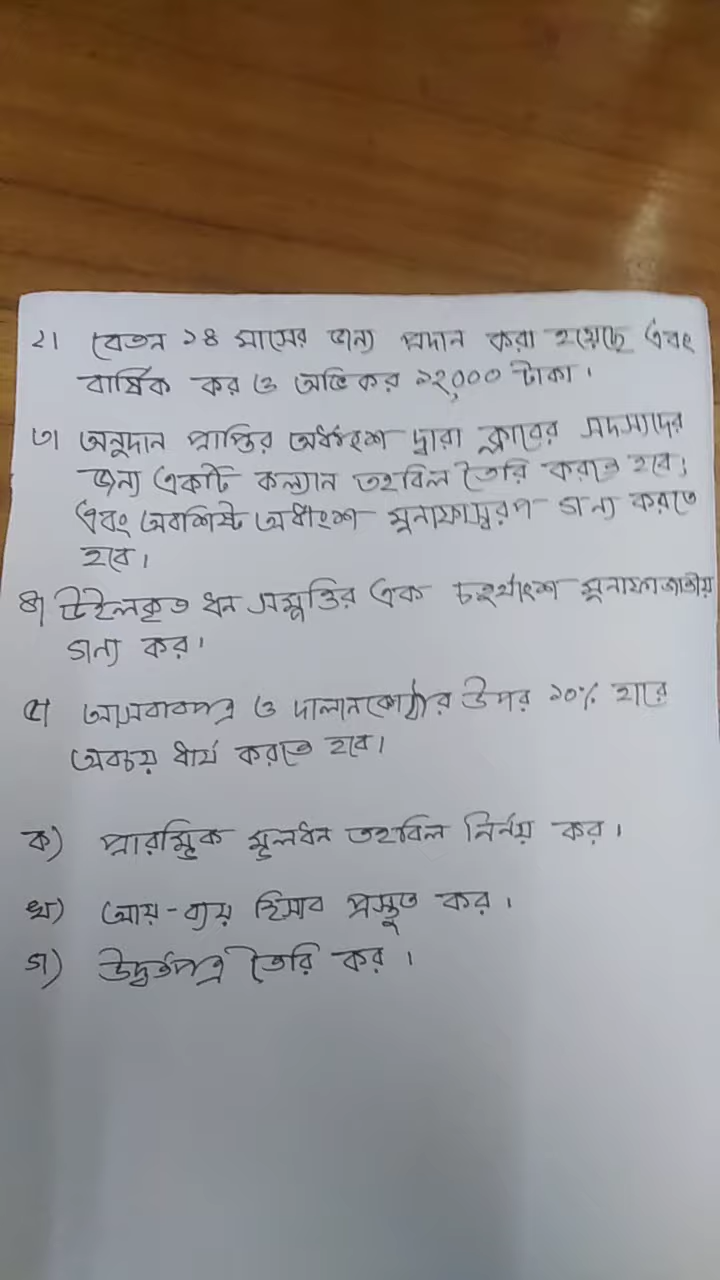 ২। বেতন ১৪ মাসের জন্য প্রদান করা হয়েছে এবং
বার্ষিক কর ও অভিকর ১২,০০০ টাকা।
৩। অনুদান প্রাপ্তির অর্ধাংশ দ্বারা ক্লাবের সদস্যদের
জন্য একটি কল্যান তহবিল তৈরি করতে হবে।
এবং অবশিষ্ট অর্ধাংশ মুনাফাস্বরূপ গন্য করতে
হবে।
৪। উইলকৃত ধন সম্পত্তির এক চতুর্থাংশ মুনাফাজাতীয়
গন্য কর।
৫। আসবাবপত্র ও দালানকোঠার উপর ১০% হারে
অবচয় ধার্য করতে হবে।
ক) প্রারম্ভিক মূলধন তহবিল নির্নয় কর।
খ) আয়-ব্যয় হিসাব প্রস্তুত কর।
গ) উদ্বর্তপত্র তৈরি কর।